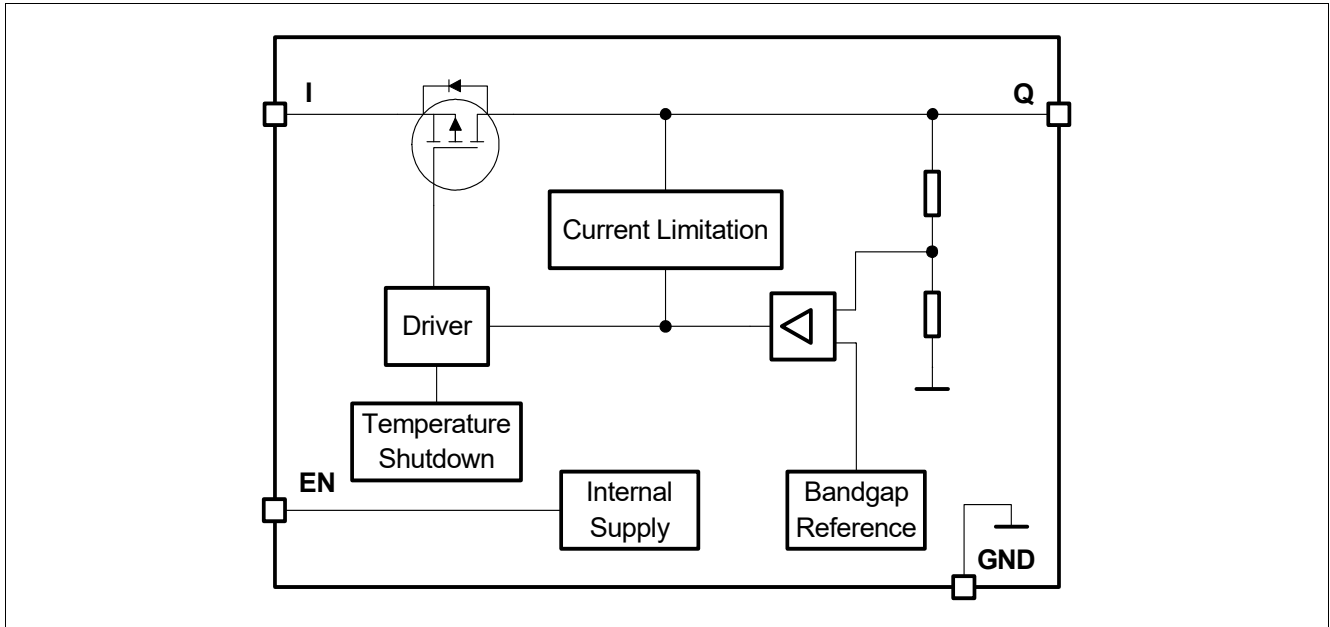 I
Q
Current Limitation
Driver
Temperature
Shutdown
EN
Internal
Supply
Bandgap
Reference
GND